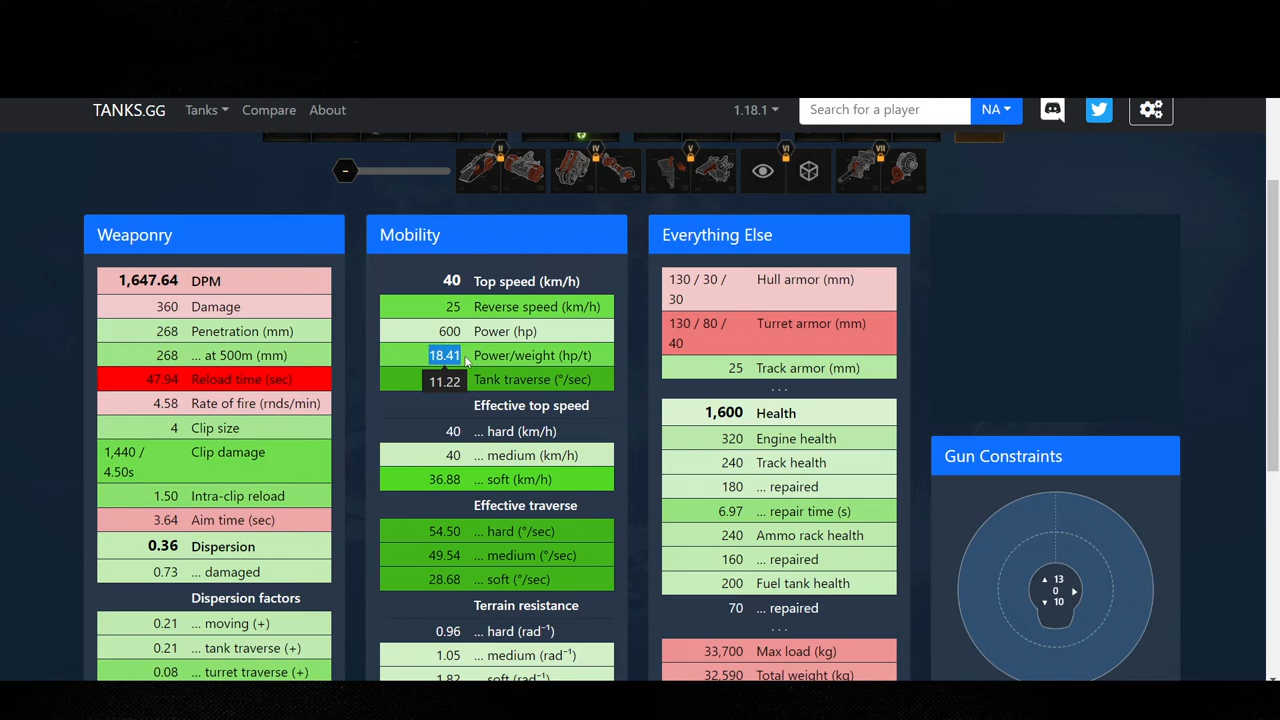 TANKS.GG Tanks Compare About 1.18.1 Search for a player NA
II IV V VI VII
-
Weaponry
1,647.64 DPM
360 Damage
268 Penetration (mm)
268 ... at 500m (mm)
47.94 Reload time (sec)
4.58 Rate of fire (rnds/min)
4 Clip size
1,440 / Clip damage
4.50s
1.50 Intra-clip reload
3.64 Aim time (sec)
0.36 Dispersion
0.73 ... damaged
Dispersion factors
0.21 ... moving (+)
0.21 ... tank traverse (+)
0.08 ... turret traverse (+)
Mobility
40 Top speed (km/h)
25 Reverse speed (km/h)
600 Power (hp)
18.41 Power/weight (hp/t)
11.22 Tank traverse (°/sec)
Effective top speed
40 ... hard (km/h)
40 ... medium (km/h)
36.88 ... soft (km/h)
Effective traverse
54.50 ... hard (°/sec)
49.54 ... medium (°/sec)
28.68 ... soft (°/sec)
Terrain resistance
0.96 ... hard (rad⁻¹)
1.05 ... medium (rad⁻¹)
1.82 ... soft (rad⁻¹)
Everything Else
130 / 30 / Hull armor (mm)
30
130 / 80 / Turret armor (mm)
40
25 Track armor (mm)
...
1,600 Health
320 Engine health
240 Track health
180 ... repaired
6.97 ... repair time (s)
240 Ammo rack health
160 ... repaired
200 Fuel tank health
70 ... repaired
...
33,700 Max load (kg)
32,590 Total weight (kg)
Gun Constraints
▲ 13
0 ▶
▼ 10